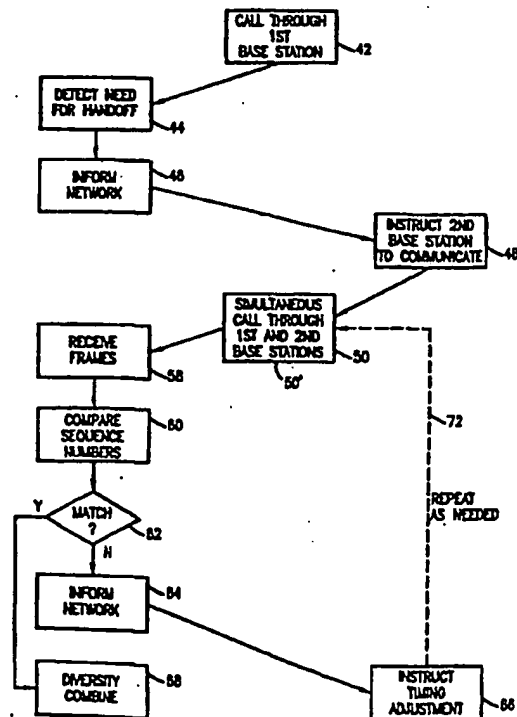 CALL THROUGH
1ST
BASE STATION
42
DETECT NEED
FOR HANDOFF
44
INFORM
NETWORK
46
INSTRUCT 2ND
BASE STATION
TO COMMUNICATE
48
SIMULTANEOUS
CALL THROUGH
1ST AND 2ND
BASE STATIONS
50
50'
RECEIVE
FRAMES
58
COMPARE
SEQUENCE
NUMBERS
60
72
REPEAT
AS NEEDED
Y
MATCH
?
62
N
INFORM
NETWORK
64
DIVERSITY
COMBINE
68
INSTRUCT
TIMING
ADJUSTMENT
66